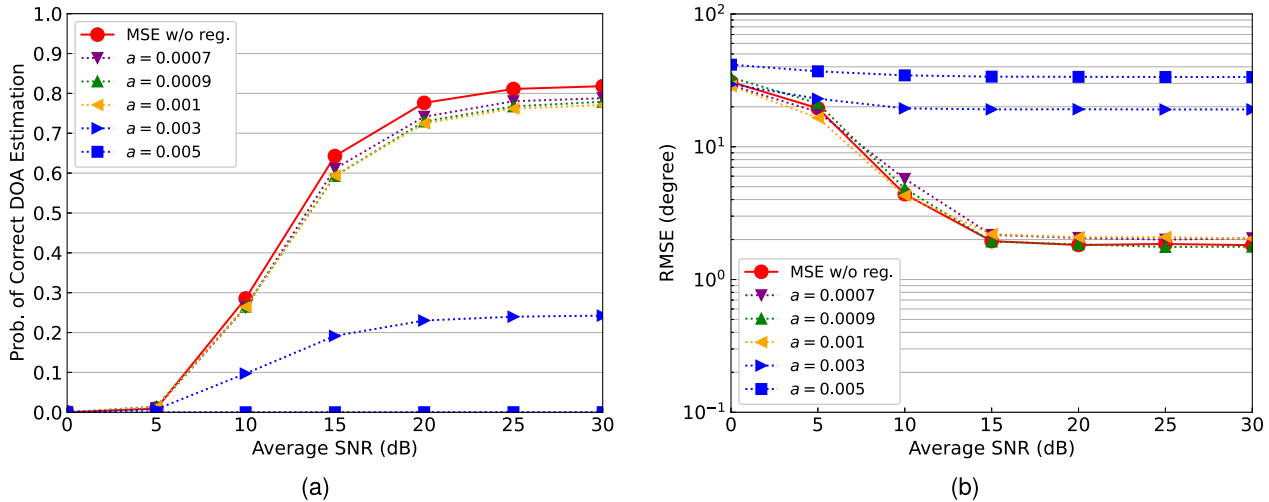 1.0
0.9
0.8
0.7
0.6
0.5
0.4
0.3
0.2
0.1
0.0
Prob. of Correct DOA Estimation
MSE w/o reg.
a = 0.0007
a = 0.0009
a = 0.001
a = 0.003
a = 0.005
0 5 10 15 20 25 30
Average SNR (dB)
(a)
10²
10¹
10⁰
10⁻¹
RMSE (degree)
MSE w/o reg.
a = 0.0007
a = 0.0009
a = 0.001
a = 0.003
a = 0.005
0 5 10 15 20 25 30
Average SNR (dB)
(b)